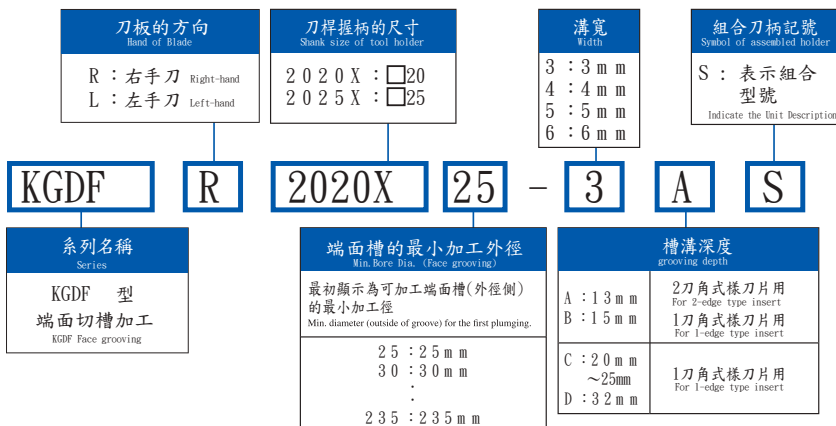 刀板的方向
Hand of Blade
R：右手刀 Right-hand
L：左手刀 Left-hand
刀桿握柄的尺寸
Shank size of tool holder
2020X：□20
2025X：□25
溝寬
Width
3：3mm
4：4mm
5：5mm
6：6mm
組合刀柄記號
Symbol of assembled holder
S：表示組合
型號
Indicate the Unit Description
KGDF R 2020X 25 - 3 A S
系列名稱
Series
KGDF 型
端面切槽加工
KGDF Face grooving
端面槽的最小加工外徑
Min.Bore Dia. (Face grooving)
最初顯示為可加工端面槽(外徑側)
的最小加工徑
Min. diameter (outside of groove) for the first plumging.
25：25mm
30：30mm
·
·
235：235mm
槽溝深度
grooving depth
A：13mm
B：15mm
2刀角式樣刀片用
For 2-edge type insert
1刀角式樣刀片用
For 1-edge type insert
C：20mm
～25mm
D：32mm
1刀角式樣刀片用
For 1-edge type insert